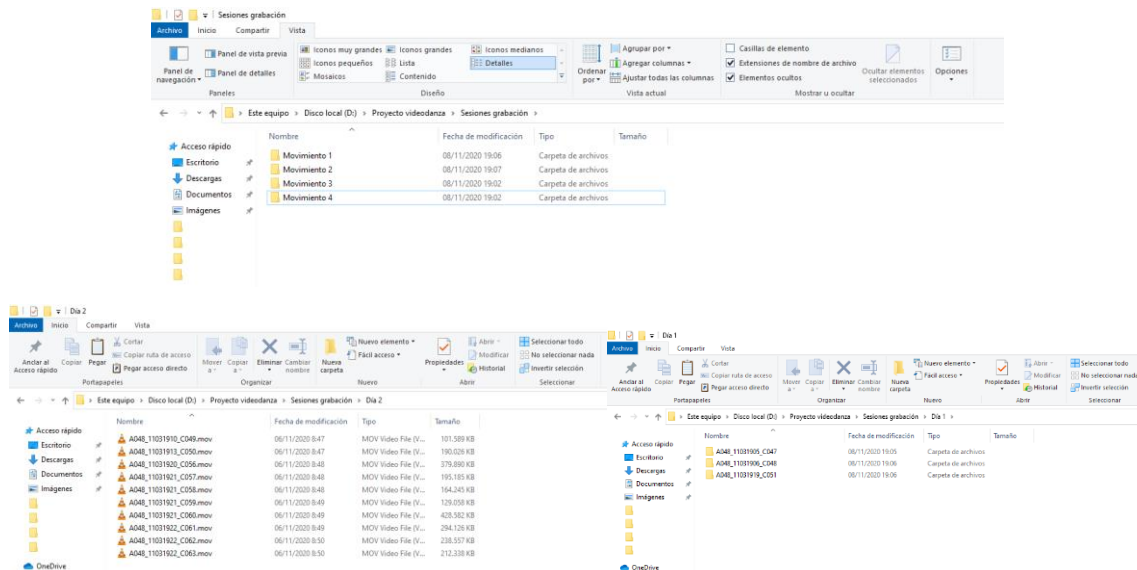 Sesiones grabación
Archivo Inicio Compartir Vista
Panel de navegación
Panel de vista previa
Panel de detalles
Paneles
Iconos muy grandes Iconos grandes Iconos medianos
Iconos pequeños Lista Detalles
Mosaicos Contenido
Diseño
Ordenar por
Agrupar por
Agregar columnas
Ajustar todas las columnas
Vista actual
Casillas de elemento
Extensiones de nombre de archivo
Elementos ocultos
Ocultar elementos seleccionados
Opciones
Mostrar u ocultar
Este equipo > Disco local (D:) > Proyecto videodanza > Sesiones grabación >
Nombre Fecha de modificación Tipo Tamaño
Acceso rápido
Escritorio
Descargas
Documentos
Imágenes
Movimiento 1 08/11/2020 19:06 Carpeta de archivos
Movimiento 2 08/11/2020 19:07 Carpeta de archivos
Movimiento 3 08/11/2020 19:02 Carpeta de archivos
Movimiento 4 08/11/2020 19:02 Carpeta de archivos
Día 2
Archivo Inicio Compartir Vista
Anclar al Acceso rápido
Copiar
Pegar
Cortar
Copiar ruta de acceso
Pegar acceso directo
Portapapeles
Mover a
Copiar a
Eliminar
Cambiar nombre
Organizar
Nueva carpeta
Nuevo elemento
Fácil acceso
Nuevo
Propiedades
Abrir
Modificar
Historial
Abrir
Seleccionar todo
No seleccionar nada
Invertir selección
Seleccionar
Este equipo > Disco local (D:) > Proyecto videodanza > Sesiones grabación > Día 2
Nombre Fecha de modificación Tipo Tamaño
Acceso rápido
Escritorio
Descargas
Documentos
Imágenes
OneDrive
A048_11031910_C049.mov 06/11/2020 8:47 MOV Video File (V... 101.589 KB
A048_11031913_C050.mov 06/11/2020 8:47 MOV Video File (V... 190.026 KB
A048_11031920_C056.mov 06/11/2020 8:48 MOV Video File (V... 379.890 KB
A048_11031921_C057.mov 06/11/2020 8:48 MOV Video File (V... 195.185 KB
A048_11031921_C058.mov 06/11/2020 8:48 MOV Video File (V... 164.245 KB
A048_11031921_C059.mov 06/11/2020 8:49 MOV Video File (V... 129.058 KB
A048_11031921_C060.mov 06/11/2020 8:49 MOV Video File (V... 428.582 KB
A048_11031922_C061.mov 06/11/2020 8:49 MOV Video File (V... 294.126 KB
A048_11031922_C062.mov 06/11/2020 8:50 MOV Video File (V... 238.557 KB
A048_11031922_C063.mov 06/11/2020 8:50 MOV Video File (V... 212.338 KB
Día 1
Archivo Inicio Compartir Vista
Anclar al Acceso rápido
Copiar
Pegar
Cortar
Copiar ruta de acceso
Pegar acceso directo
Portapapeles
Mover a
Copiar a
Eliminar
Cambiar nombre
Organizar
Nueva carpeta
Nuevo elemento
Fácil acceso
Nuevo
Propiedades
Abrir
Modificar
Historial
Abrir
Seleccionar todo
No seleccionar nada
Invertir selección
Seleccionar
Este equipo > Disco local (D:) > Proyecto videodanza > Sesiones grabación > Día 1 >
Nombre Fecha de modificación Tipo Tamaño
Acceso rápido
Escritorio
Descargas
Documentos
Imágenes
OneDrive
A048_11031905_C047 08/11/2020 19:05 Carpeta de archivos
A048_11031906_C048 08/11/2020 19:06 Carpeta de archivos
A048_11031919_C051 08/11/2020 19:06 Carpeta de archivos